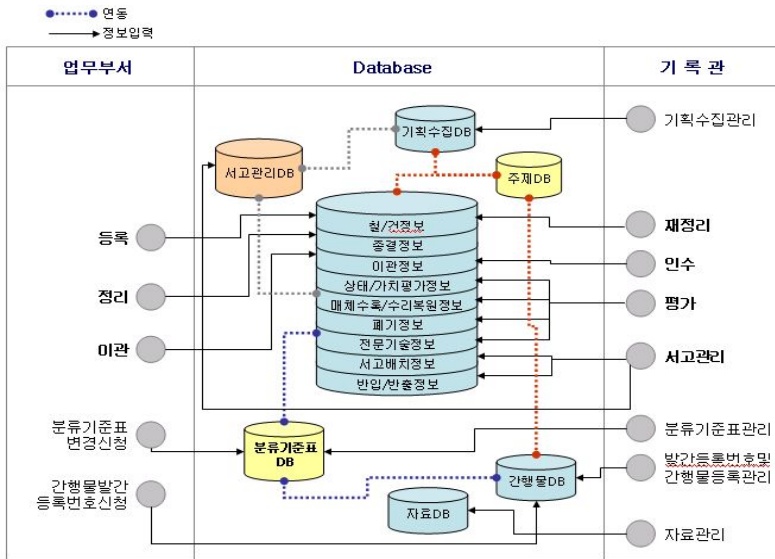 연동
정보입력
업무부서
Database
기 록 관
기획수집DB
기획수집관리
서고관리DB
주제DB
철/건정보
종결정보
이관정보
상태/가치평가정보
매체수록/수리복원정보
폐기정보
전문기술정보
서고배치정보
반입/반출정보
등록
정리
이관
재정리
인수
평가
서고관리
분류기준표
변경신청
분류기준표
DB
분류기준표관리
간행물발간
등록번호신청
간행물DB
발간등록번호및
간행물등록관리
자료DB
자료관리